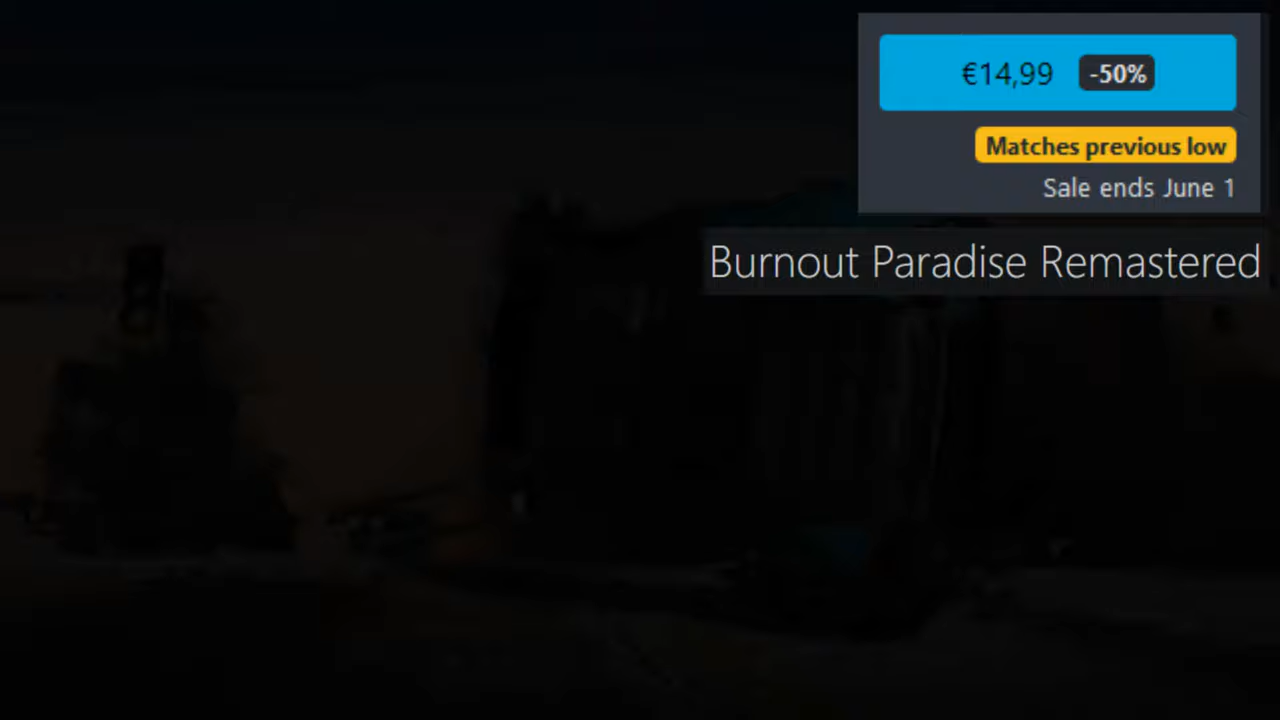 €14,99 -50%
Matches previous low
Sale ends June 1
Burnout Paradise Remastered